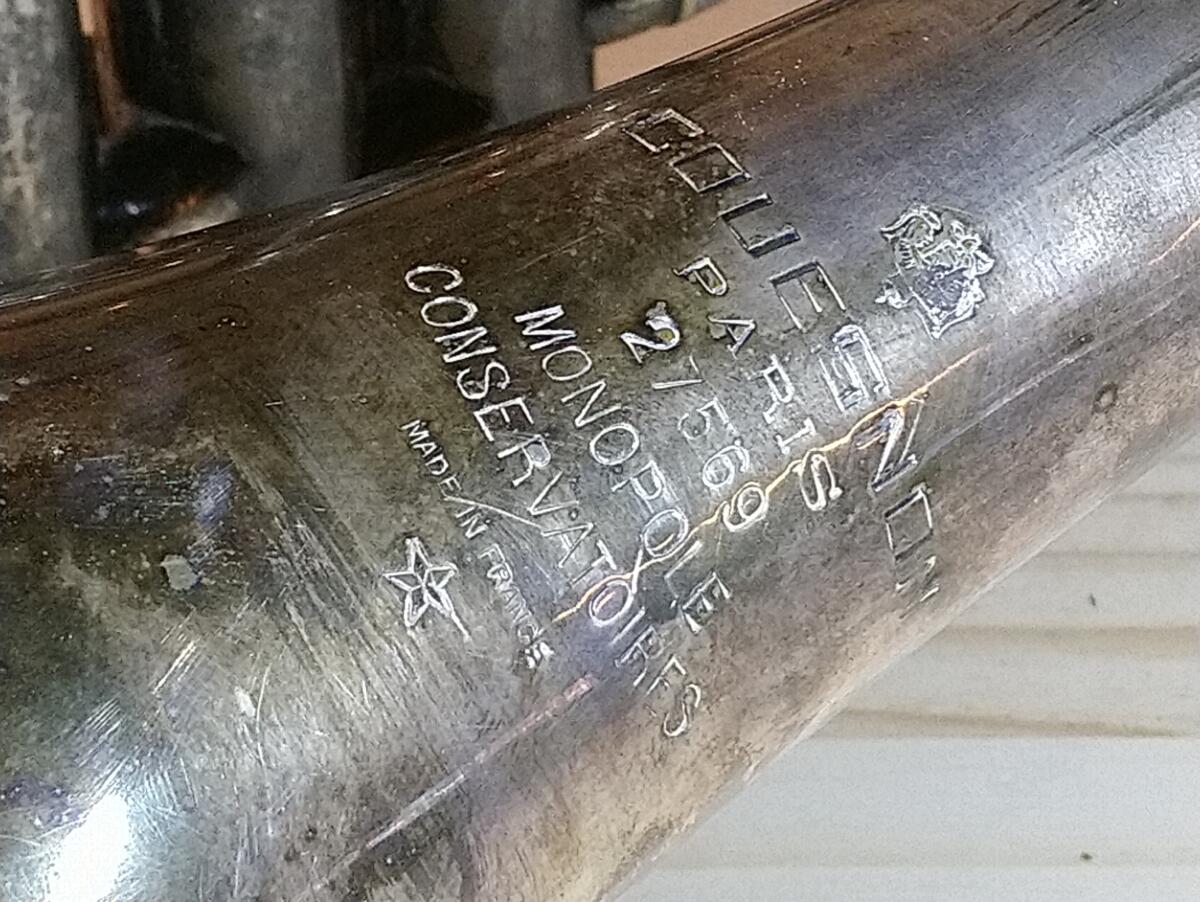 COUESNON
PARIS
27569
MONOPOLE
CONSERVATOIRES
MADE IN FRANCE